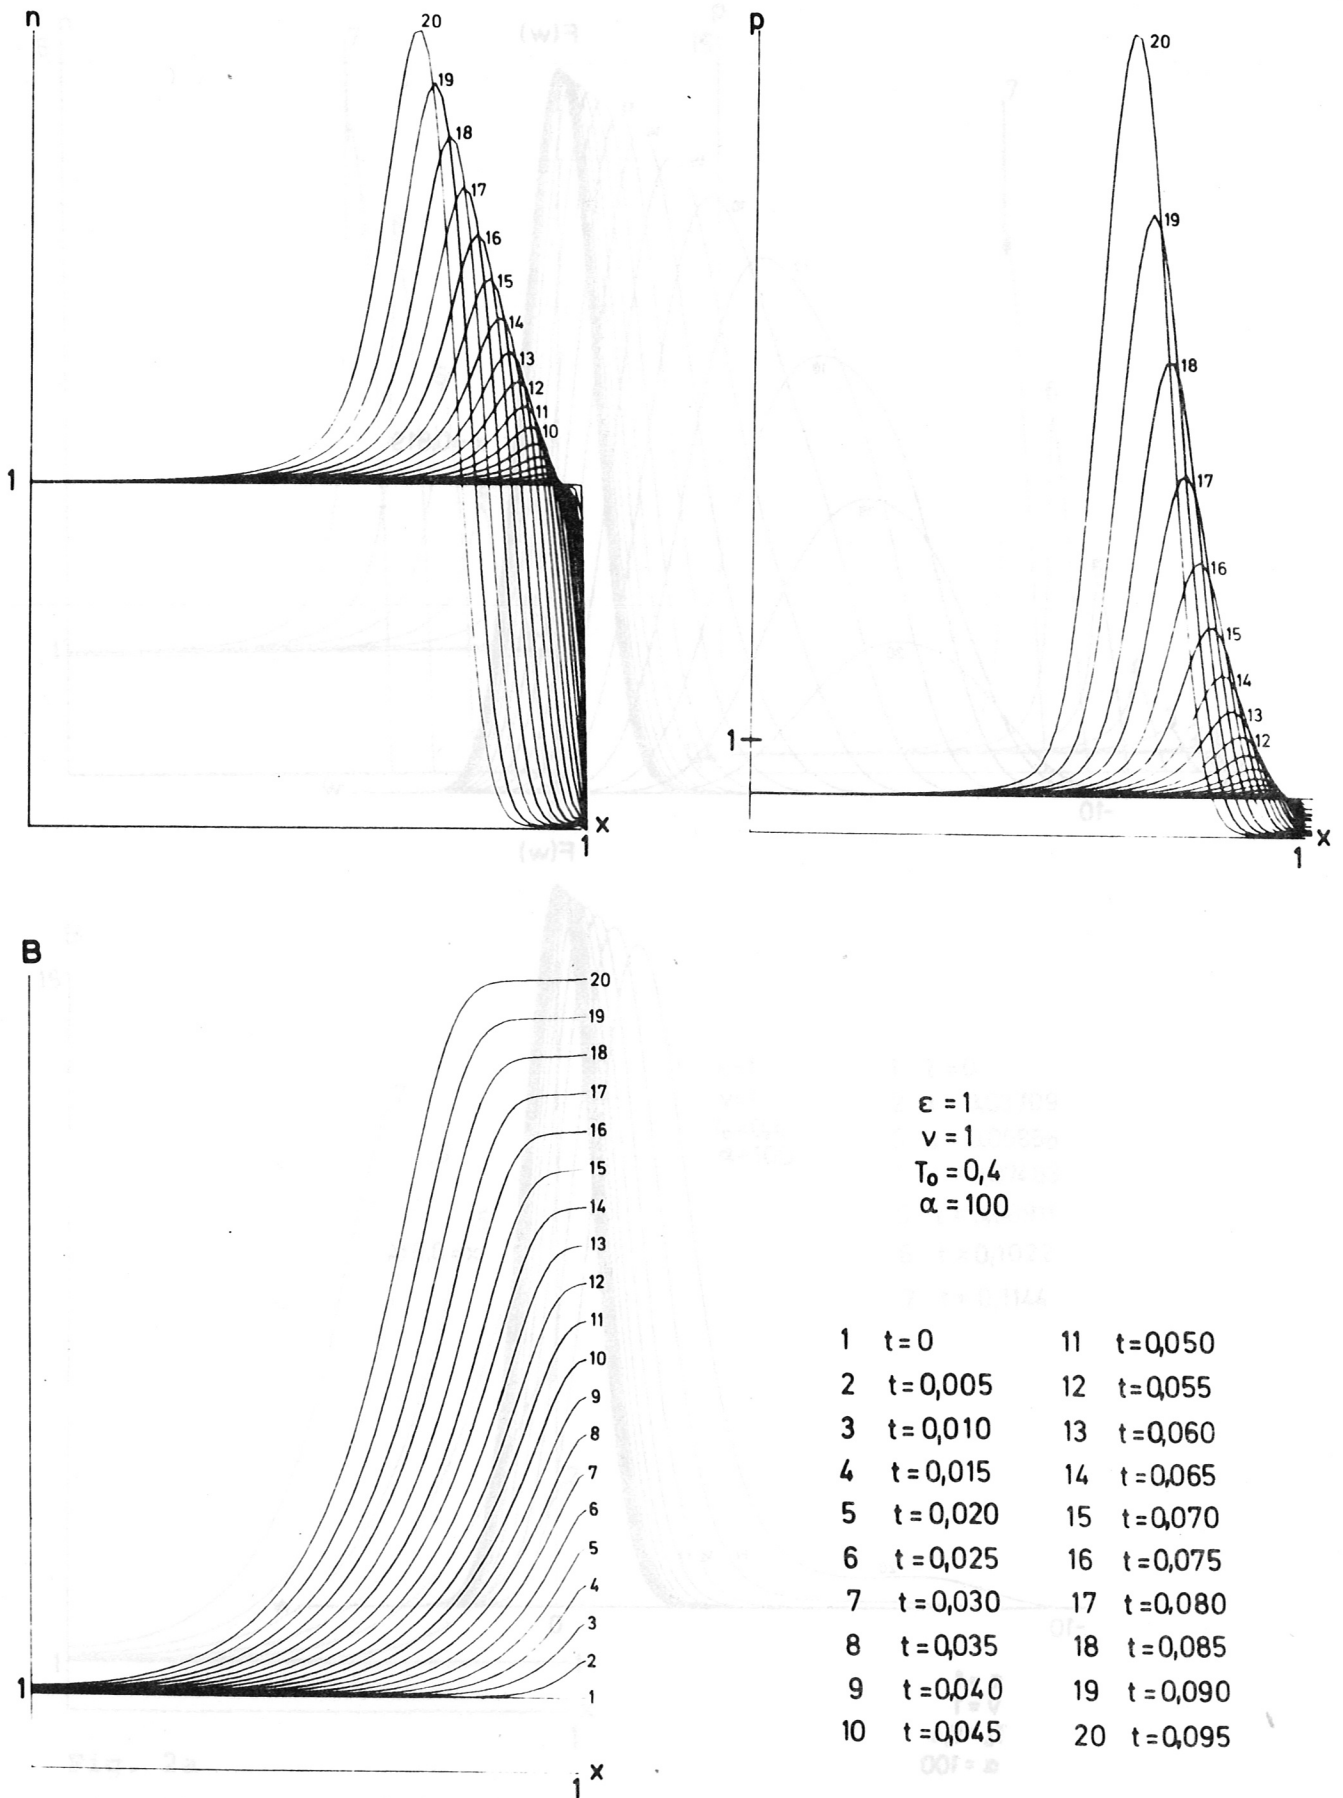 n
20
19
18
17
16
15
14
13
12
11
10
1
x
1
p
20
19
18
17
16
15
14
13
12
1
x
1
B
20
19
18
17
16
15
14
13
12
11
10
9
8
7
6
5
4
3
2
1
1
x
1
ε = 1
ν = 1
T₀ = 0,4
α = 100
1 t = 0
2 t = 0,005
3 t = 0,010
4 t = 0,015
5 t = 0,020
6 t = 0,025
7 t = 0,030
8 t = 0,035
9 t = 0,040
10 t = 0,045
11 t = 0,050
12 t = 0,055
13 t = 0,060
14 t = 0,065
15 t = 0,070
16 t = 0,075
17 t = 0,080
18 t = 0,085
19 t = 0,090
20 t = 0,095